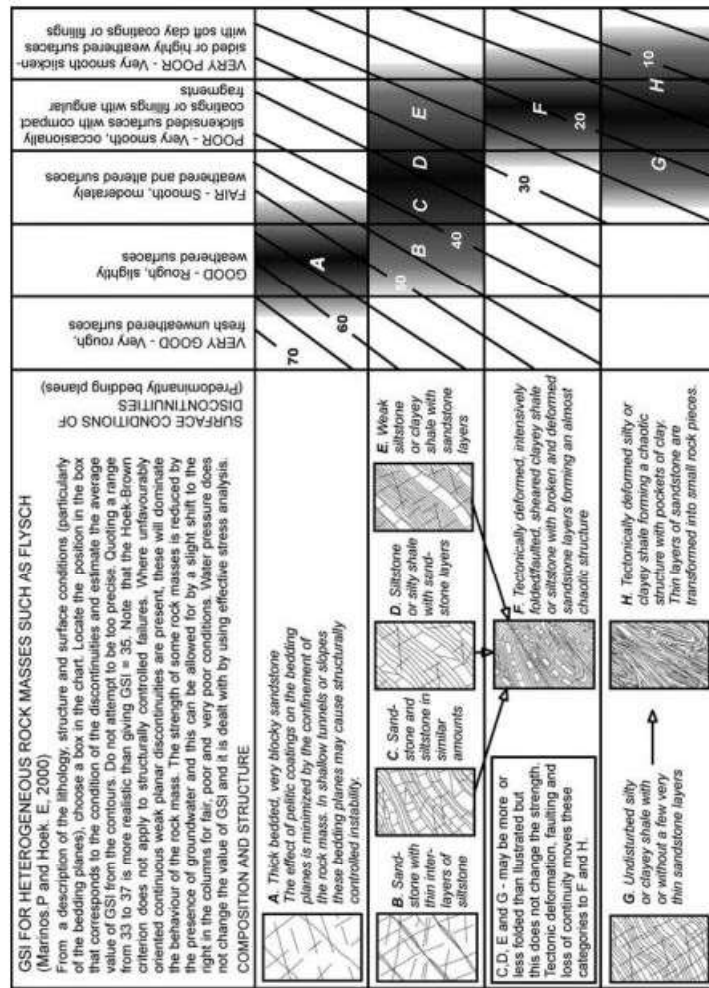 GSI FOR HETEROGENEOUS ROCK MASSES SUCH AS FLYSCH
(Marinos.P and Hoek. E, 2000)
From a description of the lithology, structure and surface conditions (particularly
of the bedding planes), choose a box in the chart. Locate the position in the box
that corresponds to the condition of the discontinuities and estimate the average
value of GSI from the contours. Do not attempt to be too precise. Quoting a range
from 33 to 37 is more realistic than giving GSI = 35. Note that the Hoek-Brown
criterion does not apply to structurally controlled failures. Where unfavourably
oriented continuous weak planar discontinuities are present, these will dominate
the behaviour of the rock mass. The strength of some rock masses is reduced by
the presence of groundwater and this can be allowed for by a slight shift to the
right in the columns for fair, poor and very poor conditions. Water pressure does
not change the value of GSI and it is dealt with by using effective stress analysis.
COMPOSITION AND STRUCTURE
SURFACE CONDITIONS OF
DISCONTINUITIES
(Predominantly bedding planes)
VERY GOOD - Very rough,
fresh unweathered surfaces
GOOD - Rough, slightly
weathered surfaces
FAIR - Smooth, moderately
weathered and altered surfaces
POOR - Very smooth, occasionally
slickensided surfaces with compact
coatings or fillings with angular
fragments
VERY POOR - Very smooth slicken-
sided or highly weathered surfaces
with soft clay coatings or fillings
A. Thick bedded, very blocky sandstone
The effect of pelitic coatings on the bedding
planes is minimized by the confinement of
the rock mass. In shallow tunnels or slopes
these bedding planes may cause structurally
controlled instability.
70
60
A
B. Sand-
stone with
thin inter-
layers of
siltstone
C. Sand-
stone and
siltstone in
similar
amounts
D. Siltstone
or silty shale
with sand-
stone layers
E. Weak
siltstone
or clayey
shale with
sandstone
layers
50
B
40
C
D
E
C,D, E and G - may be more or
less folded than illustrated but
this does not change the strength.
Tectonic deformation, faulting and
loss of continuity moves these
categories to F and H.
F. Tectonically deformed, intensively
folded/faulted, sheared clayey shale
or siltstone with broken and deformed
sandstone layers forming an almost
chaotic structure
30
F
20
G. Undisturbed silty
or clayey shale with
or without a few very
thin sandstone layers
H. Tectonically deformed silty or
clayey shale forming a chaotic
structure with pockets of clay.
Thin layers of sandstone are
transformed into small rock pieces.
G
H
10